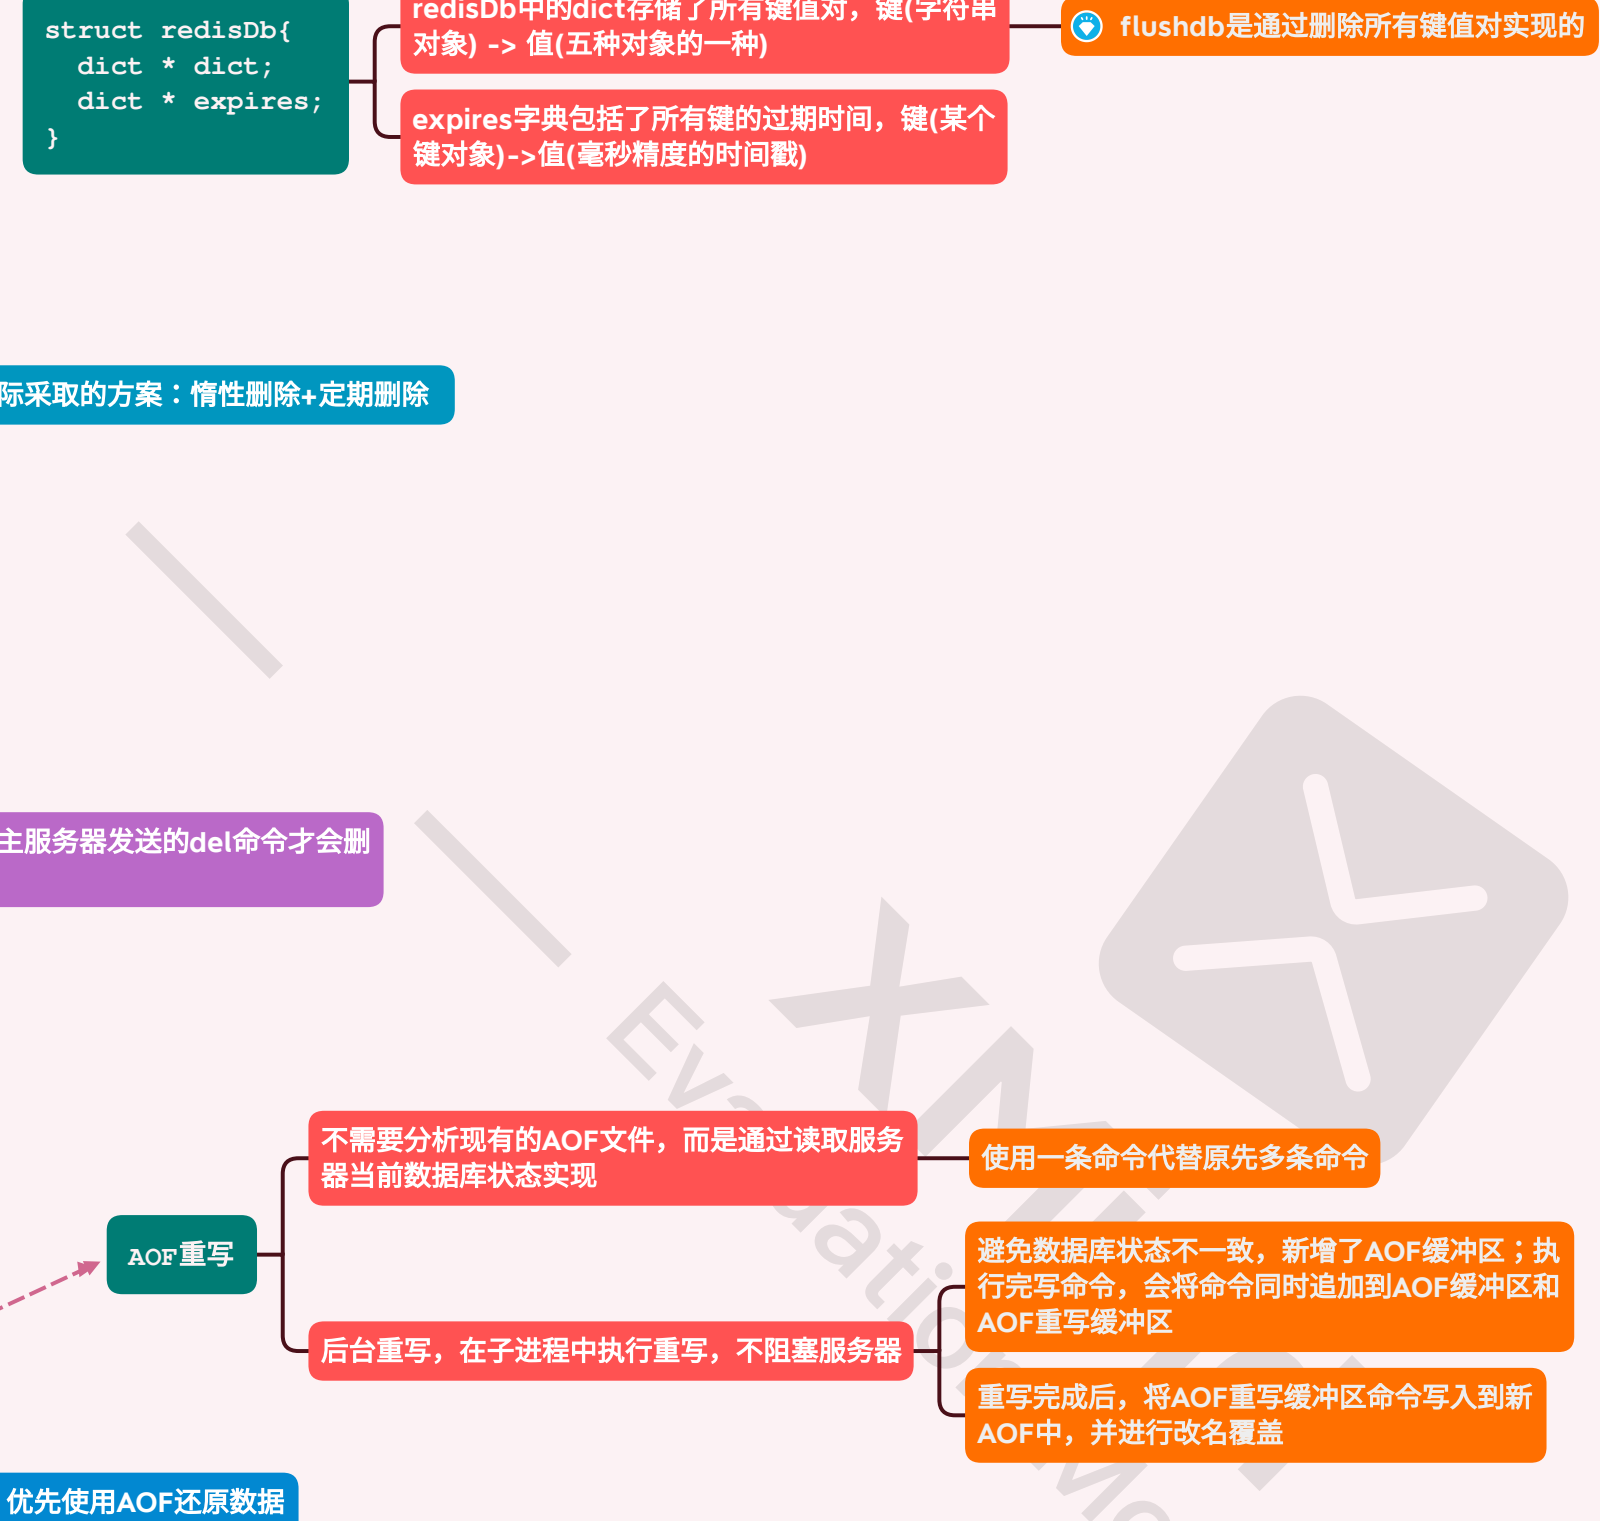 struct redisDb{
dict * dict;
dict * expires;
}
redisDb中的dict存储了所有键值对，键(字符串
对象) -> 值(五种对象的一种)
flushdb是通过删除所有键值对实现的
expires字典包括了所有键的过期时间，键(某个
键对象)->值(毫秒精度的时间戳)
际采取的方案：惰性删除+定期删除
主服务器发送的del命令才会删
不需要分析现有的AOF文件，而是通过读取服务
器当前数据库状态实现
使用一条命令代替原先多条命令
AOF重写
避免数据库状态不一致，新增了AOF缓冲区；执
行完写命令，会将命令同时追加到AOF缓冲区和
AOF重写缓冲区
后台重写，在子进程中执行重写，不阻塞服务器
重写完成后，将AOF重写缓冲区命令写入到新
AOF中，并进行改名覆盖
优先使用AOF还原数据